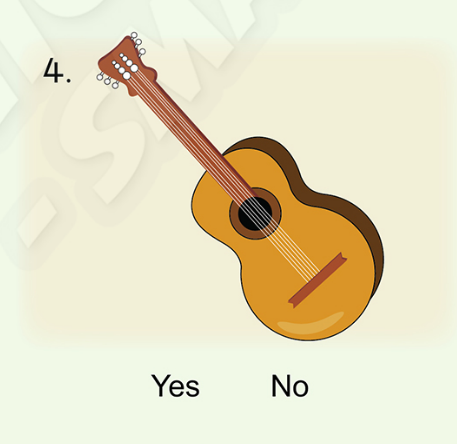 4.
Yes No